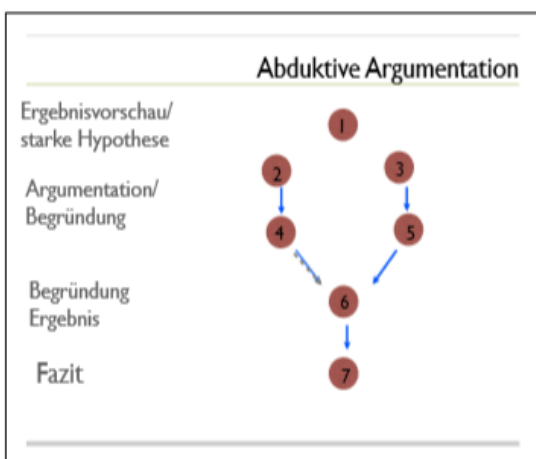 Abduktive Argumentation
Ergebnisvorschau/
starke Hypothese
1
2
3
Argumentation/
Begründung
4
5
Begründung
Ergebnis
6
Fazit
7